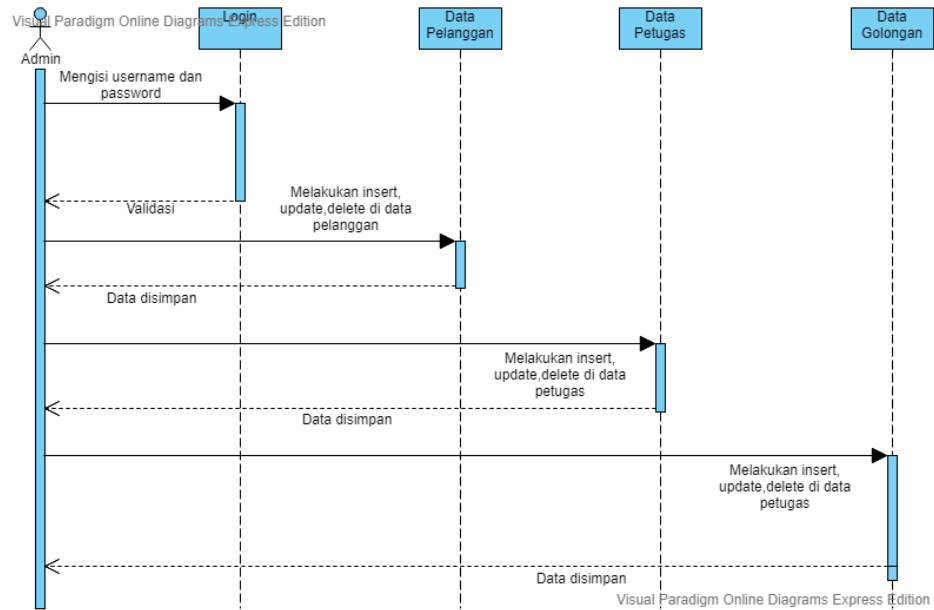 Visual Paradigm Online Diagrams Express Edition
Login
Data
Pelanggan
Data
Petugas
Data
Golongan
Admin
Mengisi username dan
password
Validasi
Melakukan insert,
update,delete di data
pelanggan
Data disimpan
Melakukan insert,
update,delete di data
petugas
Data disimpan
Melakukan insert,
update,delete di data
petugas
Data disimpan
Visual Paradigm Online Diagrams Express Edition